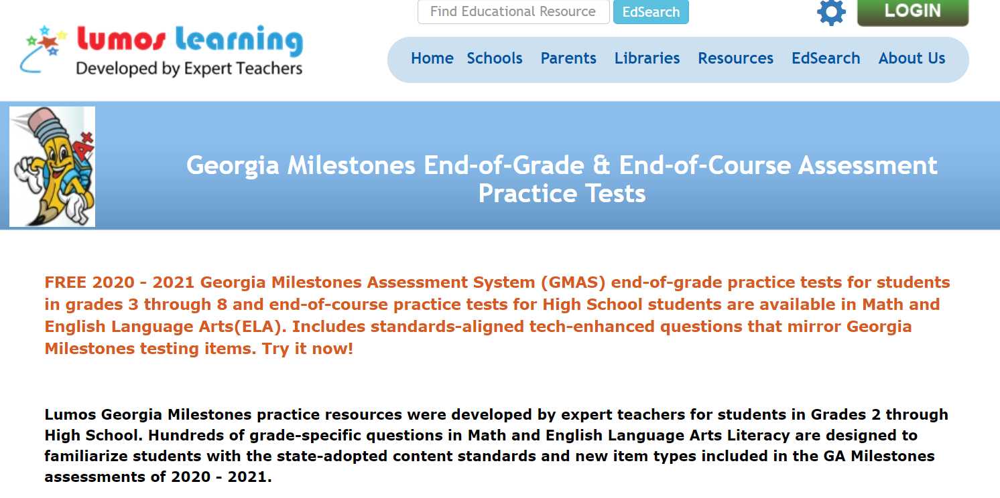 Find Educational Resource
EdSearch
LOGIN
Lumos Learning
Developed by Expert Teachers
Home Schools Parents Libraries Resources EdSearch About Us
A+
Georgia Milestones End-of-Grade & End-of-Course Assessment
Practice Tests
FREE 2020 - 2021 Georgia Milestones Assessment System (GMAS) end-of-grade practice tests for students
in grades 3 through 8 and end-of-course practice tests for High School students are available in Math and
English Language Arts(ELA). Includes standards-aligned tech-enhanced questions that mirror Georgia
Milestones testing items. Try it now!
Lumos Georgia Milestones practice resources were developed by expert teachers for students in Grades 2 through
High School. Hundreds of grade-specific questions in Math and English Language Arts Literacy are designed to
familiarize students with the state-adopted content standards and new item types included in the GA Milestones
assessments of 2020 - 2021.